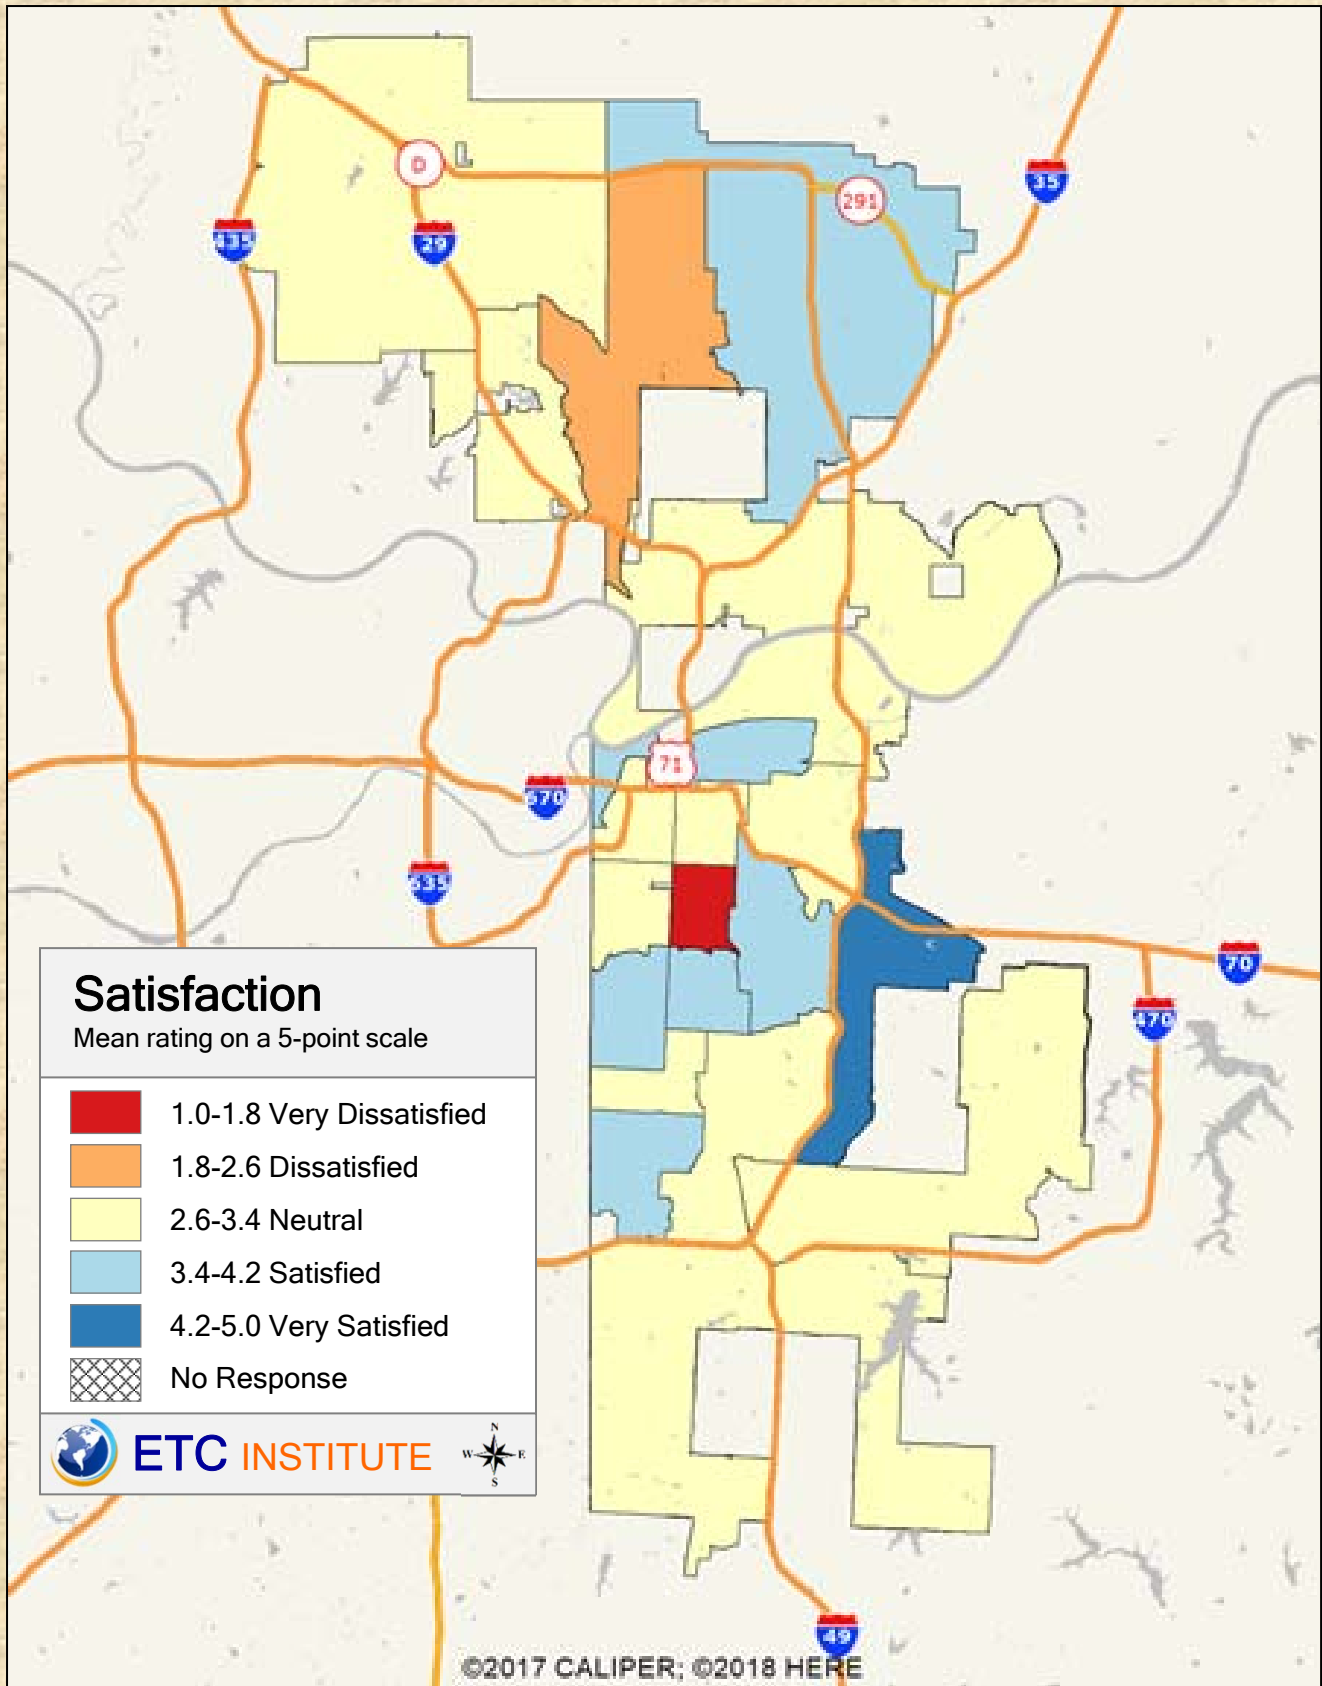 D
291
35
435
29
71
670
635
70
470
Satisfaction
Mean rating on a 5-point scale
1.0-1.8 Very Dissatisfied
1.8-2.6 Dissatisfied
2.6-3.4 Neutral
3.4-4.2 Satisfied
4.2-5.0 Very Satisfied
No Response
ETC INSTITUTE
N
W E
S
49
©2017 CALIPER; ©2018 HERE